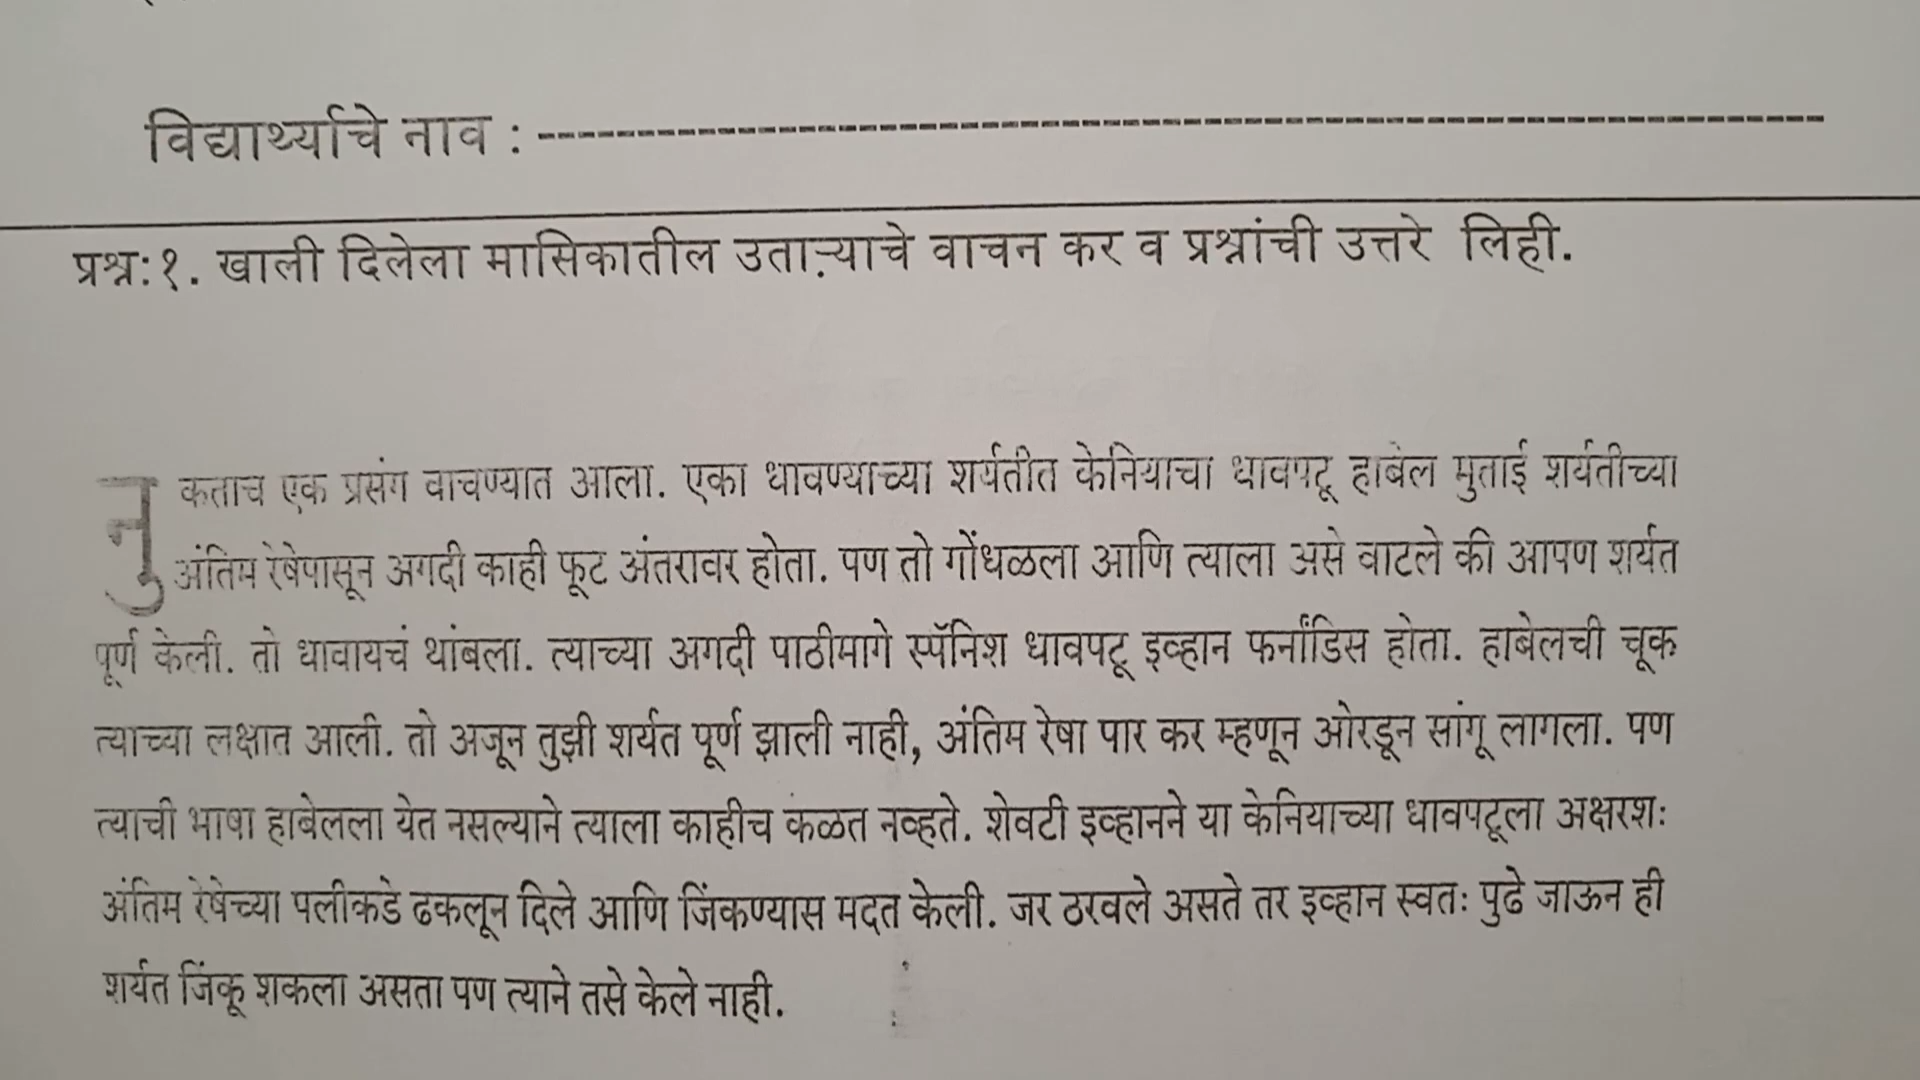 विद्यार्थ्याचे नाव :
प्रश्न:१. खाली दिलेला मासिकातील उताऱ्याचे वाचन कर व प्रश्नांची उत्तरे लिही.
नुकताच एक प्रसंग वाचण्यात आला. एका धावण्याच्या शर्यतीत केनियाचा धावपटू हाबेल मुताई शर्यतीच्या
अंतिम रेषेपासून अगदी काही फूट अंतरावर होता. पण तो गोंधळला आणि त्याला असे वाटले की आपण शर्यत
पूर्ण केली. तो धावायचं थांबला. त्याच्या अगदी पाठीमागे स्पॅनिश धावपटू इव्हान फर्नांडिस होता. हाबेलची चूक
त्याच्या लक्षात आली. तो अजून तुझी शर्यत पूर्ण झाली नाही, अंतिम रेषा पार कर म्हणून ओरडून सांगू लागला. पण
त्याची भाषा हाबेलला येत नसल्याने त्याला काहीच कळत नव्हते. शेवटी इव्हानने या केनियाच्या धावपटूला अक्षरशः
अंतिम रेषेच्या पलीकडे ढकलून दिले आणि जिंकण्यास मदत केली. जर ठरवले असते तर इव्हान स्वतः पुढे जाऊन ही
शर्यत जिंकू शकला असता पण त्याने तसे केले नाही.